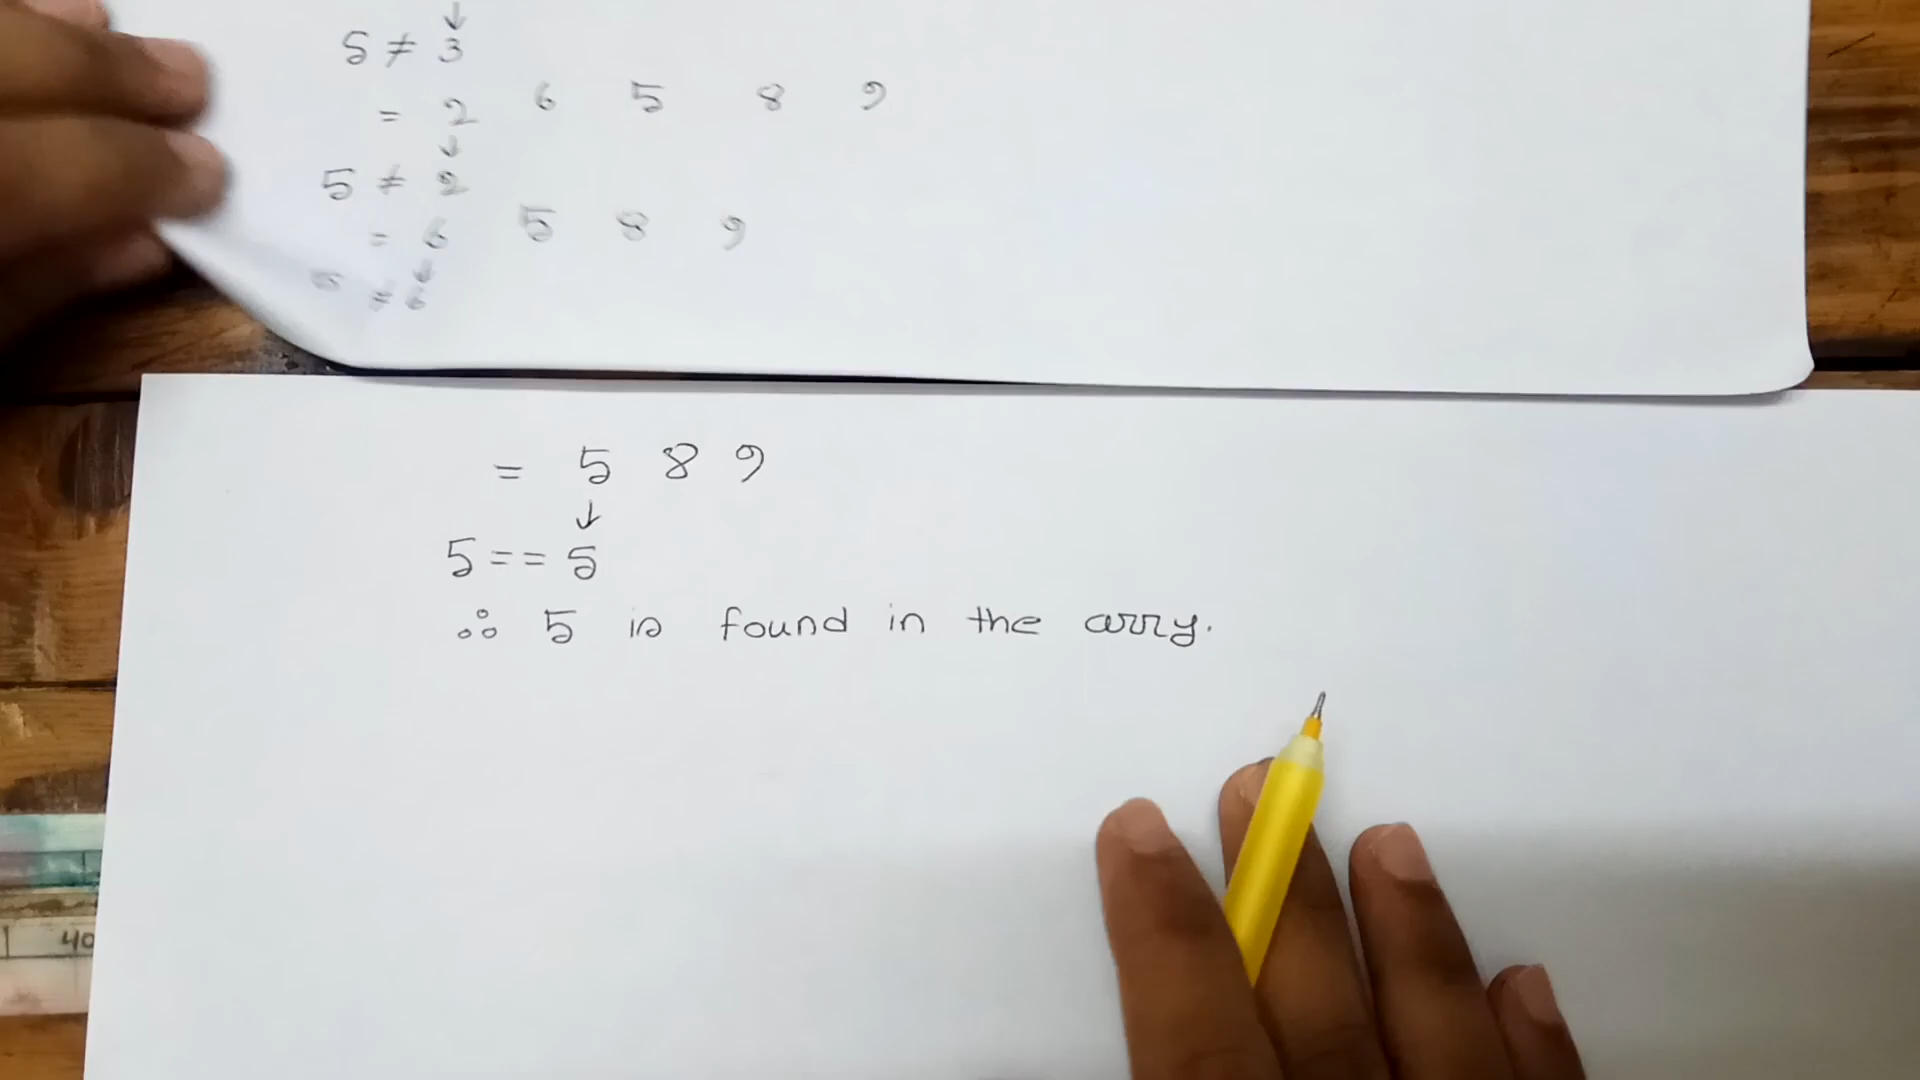 5 ≠ 3
= 2 6 5 8 9
5 ≠ 2
= 6 5 8 9
5 ≠ 6
= 5 8 9
↓
5 == 5
∴ 5 is found in the arry.
40